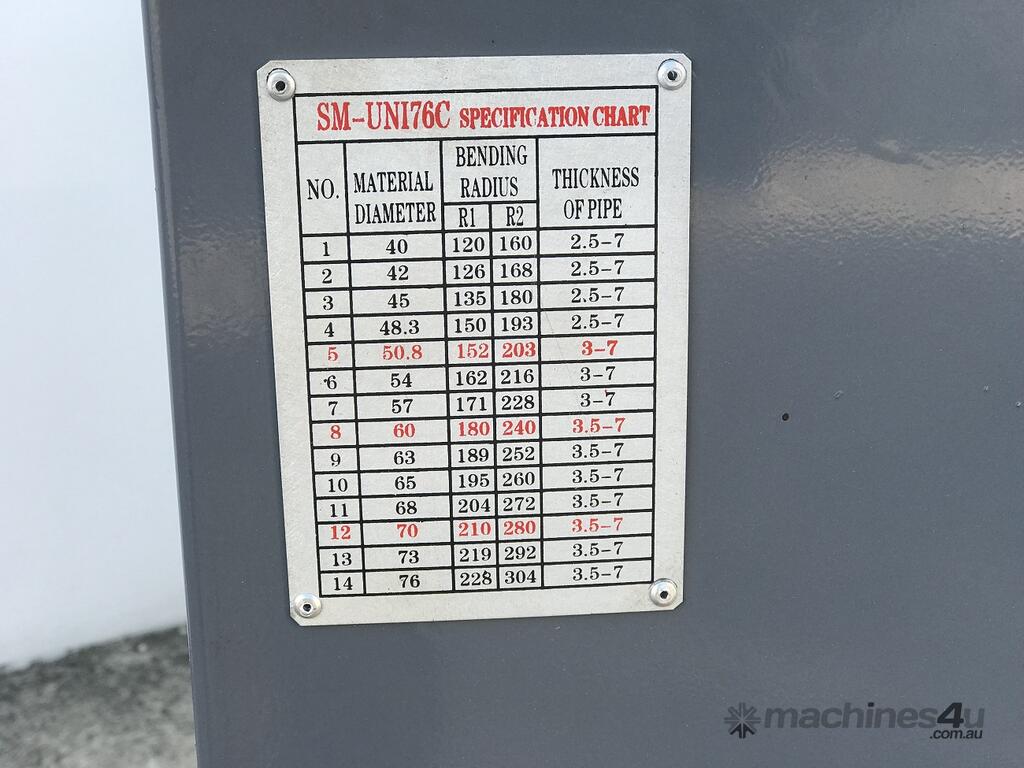 SM-UNI76C SPECIFICATION CHART
NO. MATERIAL DIAMETER BENDING RADIUS R1 R2 THICKNESS OF PIPE
1 40 120 160 2.5-7
2 42 126 168 2.5-7
3 45 135 180 2.5-7
4 48.3 150 193 2.5-7
5 50.8 152 203 3-7
6 54 162 216 3-7
7 57 171 228 3-7
8 60 180 240 3.5-7
9 63 189 252 3.5-7
10 65 195 260 3.5-7
11 68 204 272 3.5-7
12 70 210 280 3.5-7
13 73 219 292 3.5-7
14 76 228 304 3.5-7
machines4u
.com.au